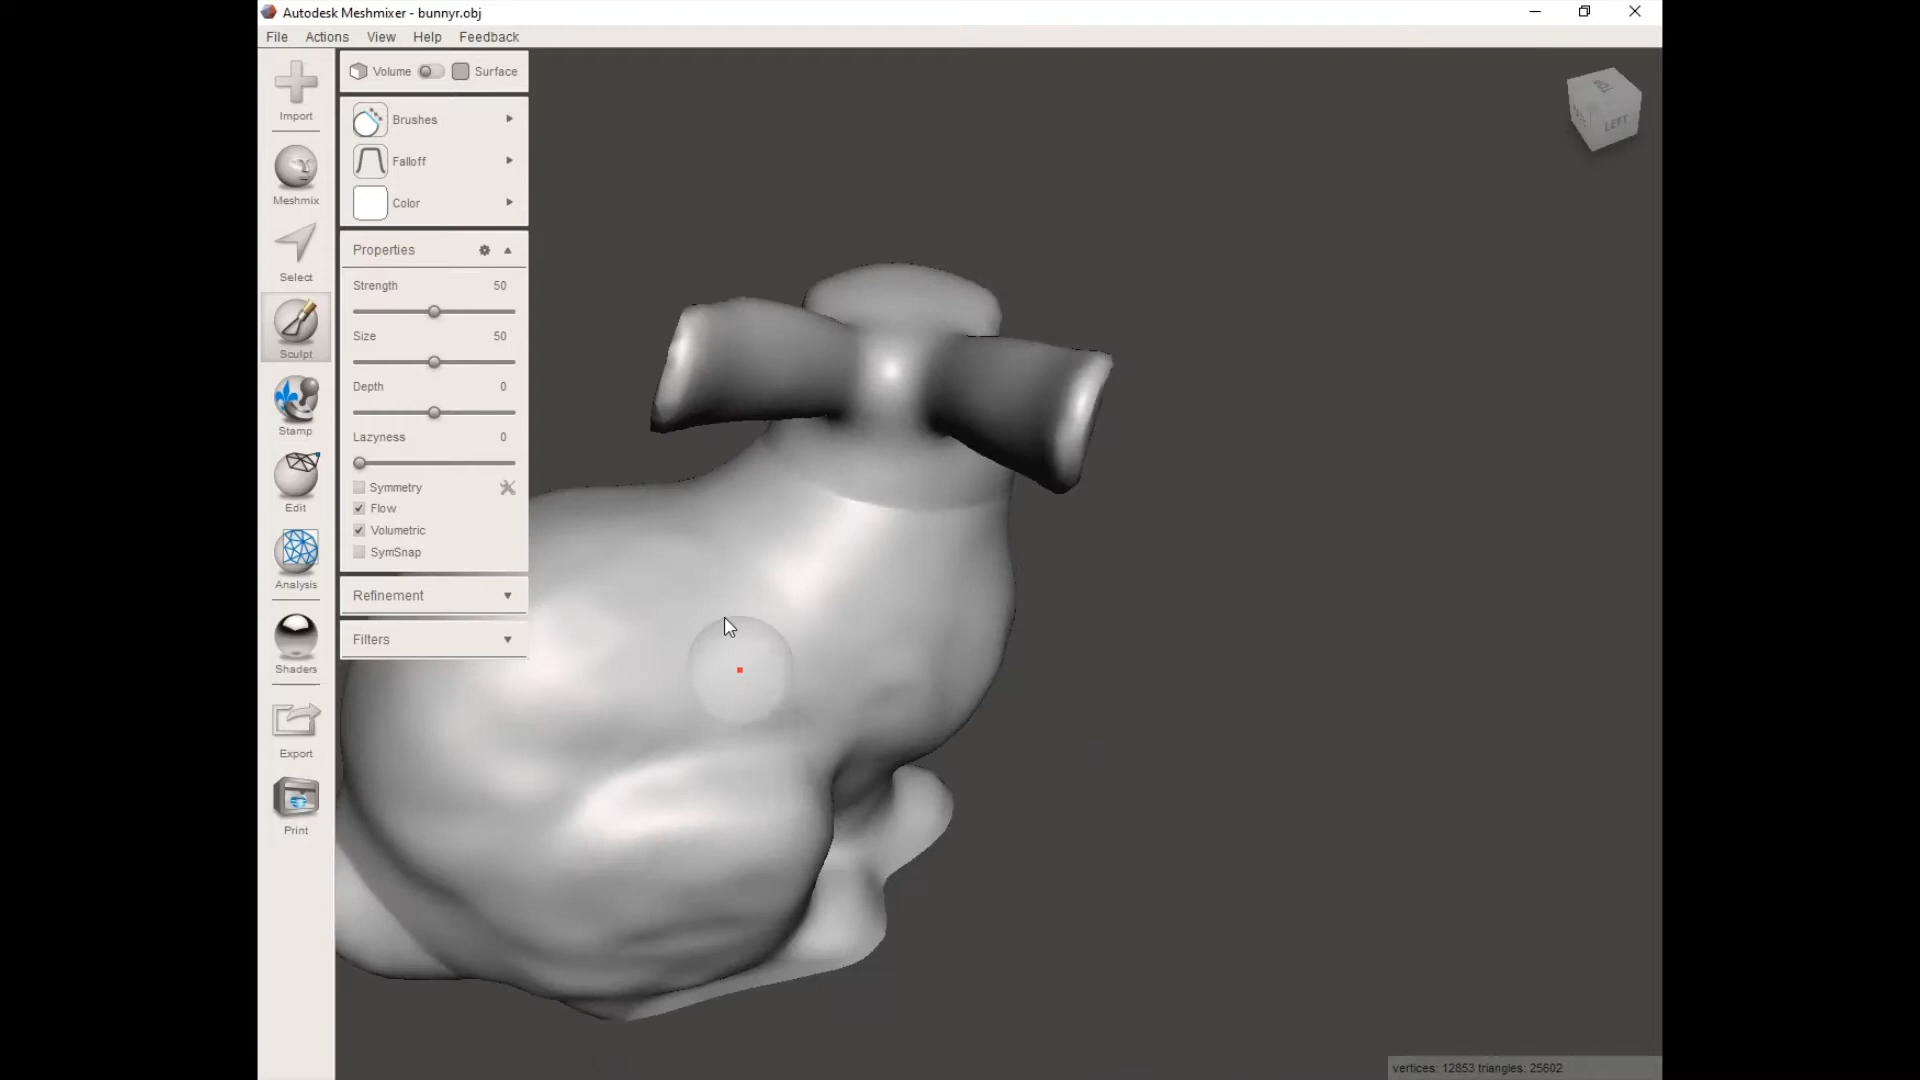 Autodesk Meshmixer - bunnyr.obj
File Actions View Help Feedback
Import
Meshmix
Select
Sculpt
Stamp
Edit
Analysis
Shaders
Export
Print
Volume Surface
Brushes
Falloff
Color
Properties
Strength 50
Size 50
Depth 0
Lazyness 0
Symmetry
Flow
Volumetric
SymSnap
Refinement
Filters
LEFT
vertices: 12853 triangles: 25602